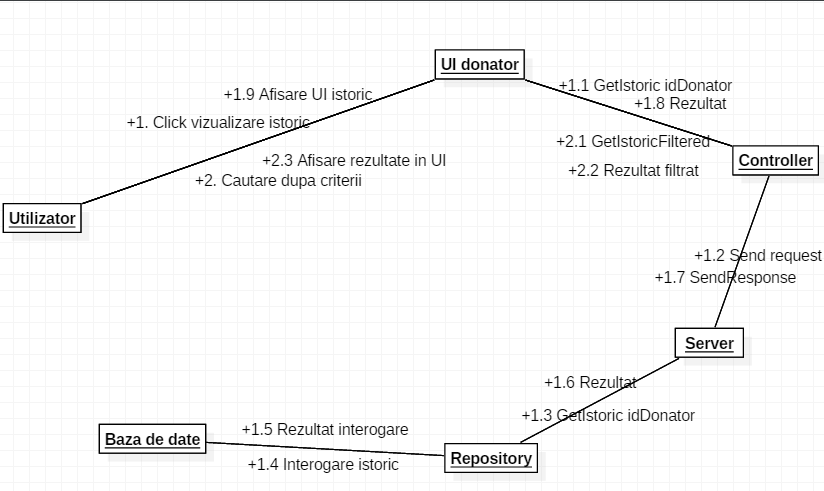 UI donator
+1.9 Afisare UI istoric
+1.1 GetIstoric idDonator
+1.8 Rezultat
+1. Click vizualizare istoric
+2.1 GetIstoricFiltered
+2.3 Afisare rezultate in UI
Controller
+2.2 Rezultat filtrat
+2. Cautare dupa criterii
Utilizator
+1.2 Send request
+1.7 SendResponse
Server
+1.6 Rezultat
+1.3 GetIstoric idDonator
+1.5 Rezultat interogare
Baza de date
Repository
+1.4 Interogare istoric